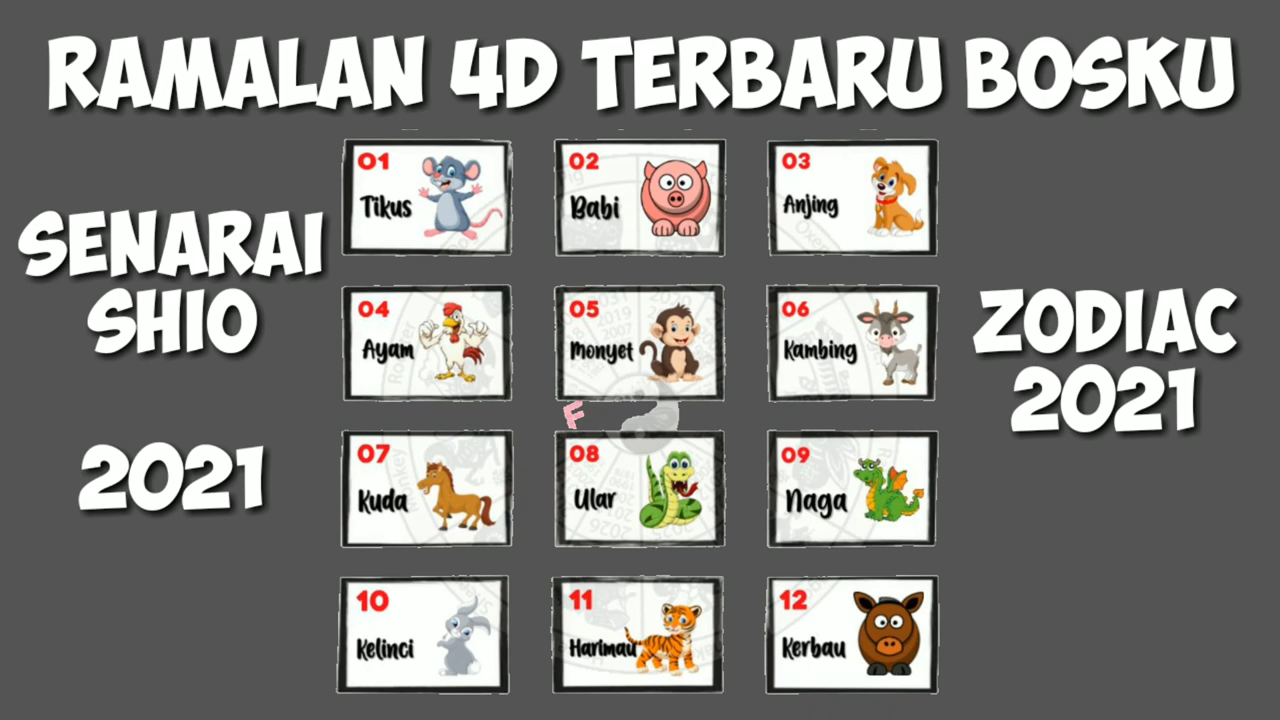 RAMALAN 4D TERBARU BOSKU
SENARAI
SHIO
2021
01
Tikus
02
Babi
03
Anjing
04
Ayam
05
Monyet
06
Kambing
07
Kuda
08
Ular
09
Naga
10
Kelinci
11
Harimau
12
Kerbau
F
ZODIAC
2021